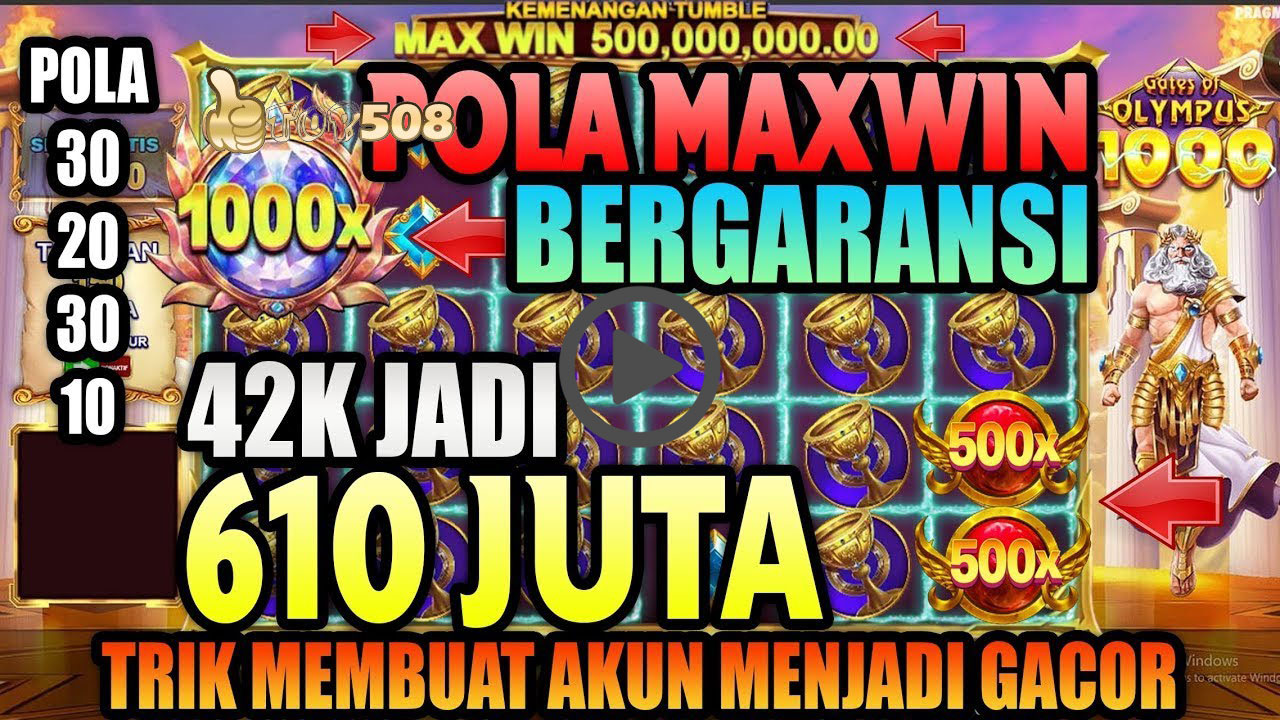 KEMENANGAN TUMBLE
MAX WIN 500,000,000.00
POLA
30
20
30
10
508
POLA MAXWIN
BERGARANSI
Gates of
OLYMPUS
1000
1000x
42K JADI
610 JUTA
500x
500x
TRIK MEMBUAT AKUN MENJADI GACOR